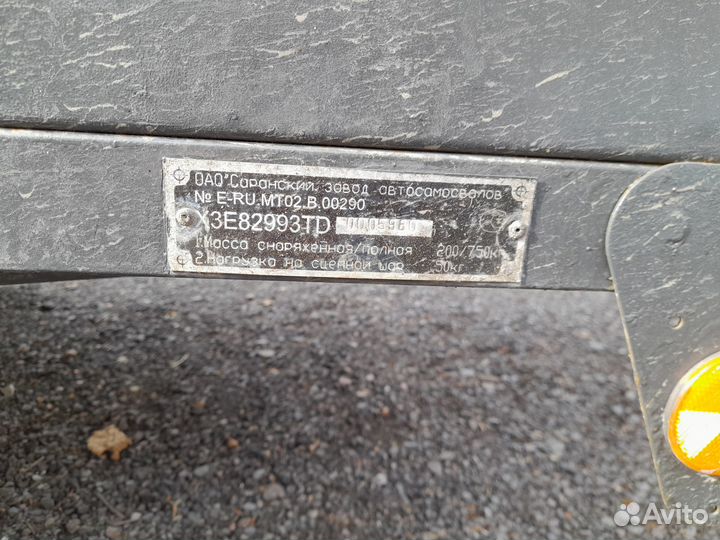 ОАО "Саранский завод автосамосвалов"
№ E-RU.MT02.B.00290
X3E82993TD
1.Масса снаряжённая/полная 200/750кг
2.Нагрузка на сцепной шар 50кг
Avito